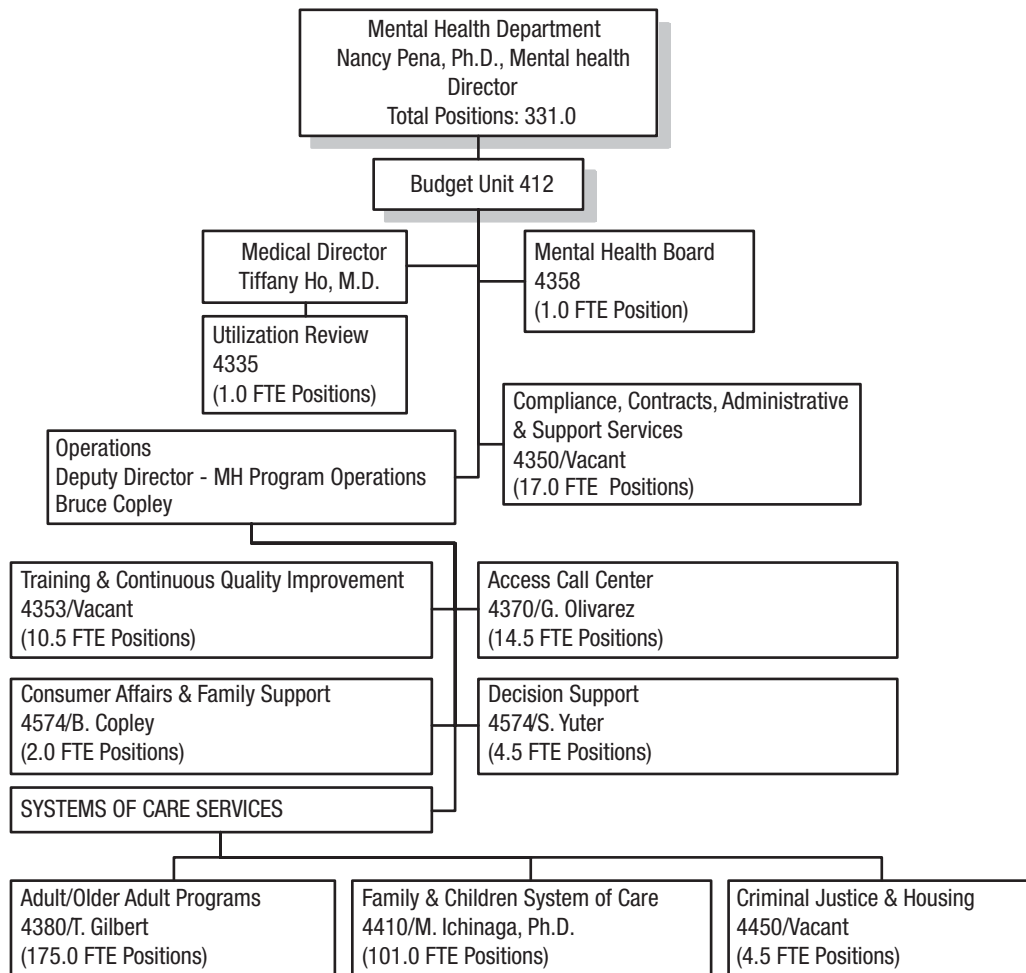 Mental Health Department
Nancy Pena, Ph.D., Mental health
Director
Total Positions: 331.0
Budget Unit 412
Medical Director
Tiffany Ho, M.D.
Mental Health Board
4358
(1.0 FTE Position)
Utilization Review
4335
(1.0 FTE Positions)
Compliance, Contracts, Administrative
& Support Services
4350/Vacant
(17.0 FTE Positions)
Operations
Deputy Director - MH Program Operations
Bruce Copley
Training & Continuous Quality Improvement
4353/Vacant
(10.5 FTE Positions)
Access Call Center
4370/G. Olivarez
(14.5 FTE Positions)
Consumer Affairs & Family Support
4574/B. Copley
(2.0 FTE Positions)
Decision Support
4574/S. Yuter
(4.5 FTE Positions)
SYSTEMS OF CARE SERVICES
Adult/Older Adult Programs
4380/T. Gilbert
(175.0 FTE Positions)
Family & Children System of Care
4410/M. Ichinaga, Ph.D.
(101.0 FTE Positions)
Criminal Justice & Housing
4450/Vacant
(4.5 FTE Positions)